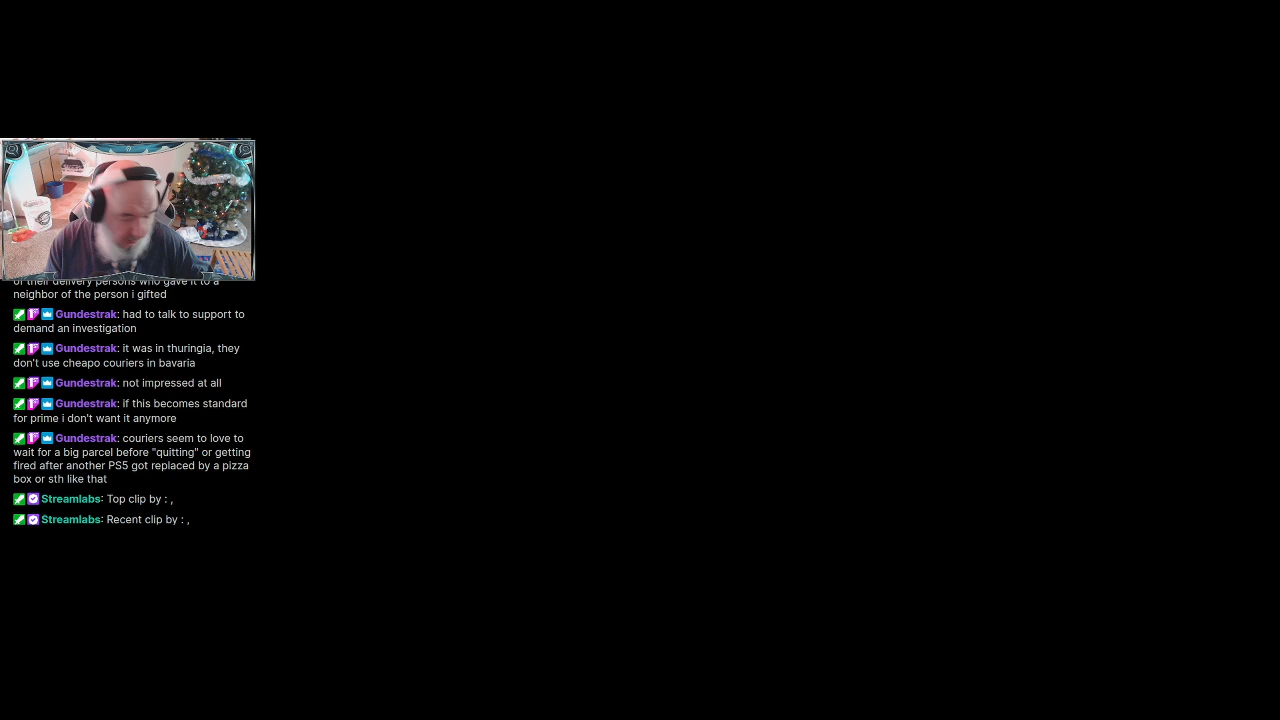 of their delivery persons who gave it to a
neighbor of the person i gifted
Gundestrak: had to talk to support to
demand an investigation
Gundestrak: it was in thuringia, they
don't use cheapo couriers in bavaria
Gundestrak: not impressed at all
Gundestrak: if this becomes standard
for prime i don't want it anymore
Gundestrak: couriers seem to love to
wait for a big parcel before "quitting" or getting
fired after another PS5 got replaced by a pizza
box or sth like that
Streamlabs: Top clip by : ,
Streamlabs: Recent clip by : ,